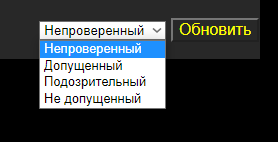 Непроверенный Обновить
Непроверенный
Допущенный
Подозрительный
Не допущенный